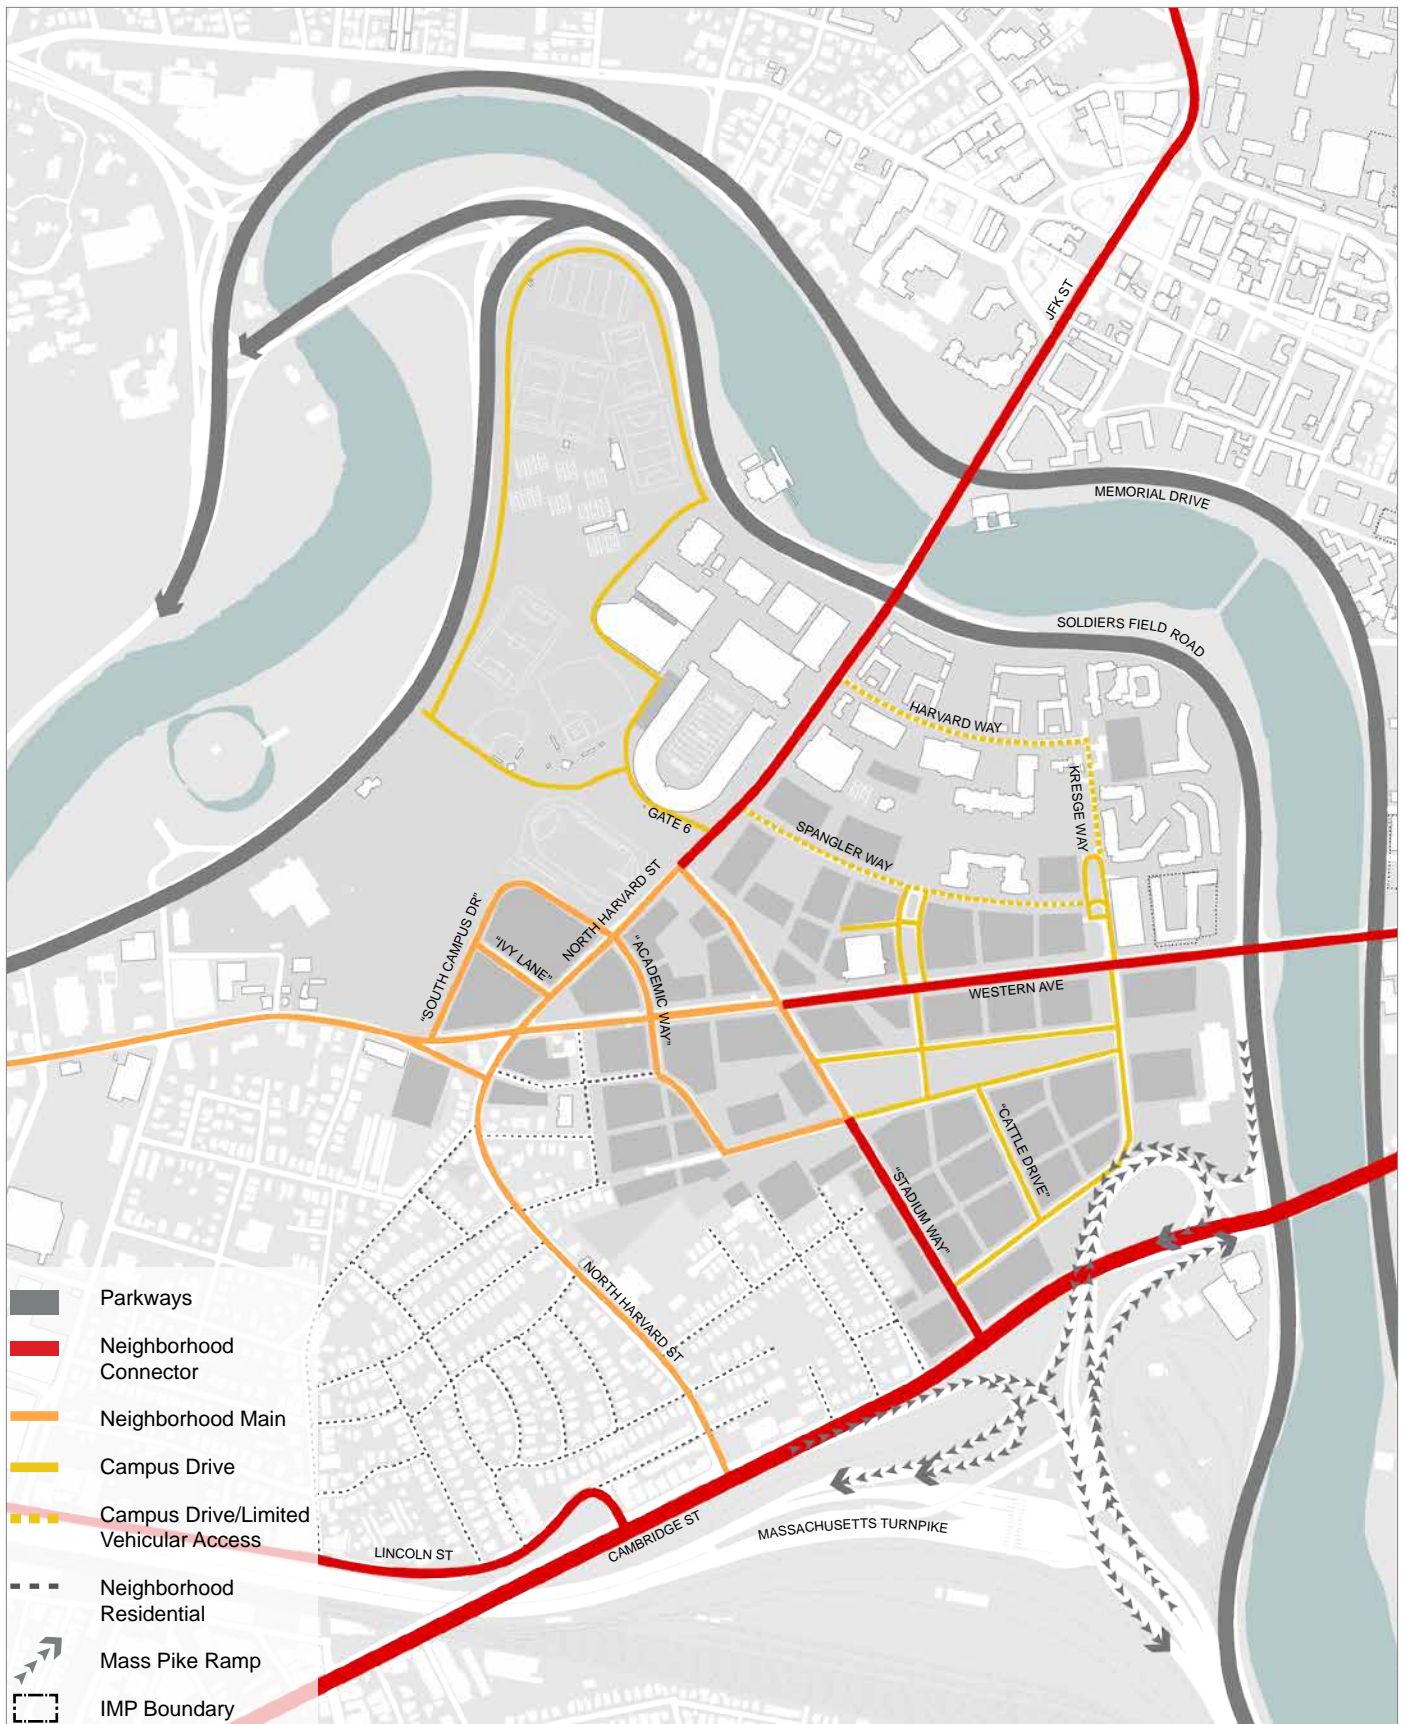 JFK ST
MEMORIAL DRIVE
SOLDIERS FIELD ROAD
HARVARD WAY
KRESGE WAY
GATE 6
SPANGLER WAY
NORTH HARVARD ST
"SOUTH CAMPUS DR"
"IVY LANE"
"ACADEMIC WAY"
WESTERN AVE
"CATTLE DRIVE"
"STADIUM WAY"
NORTH HARVARD ST
Parkways
Neighborhood
Connector
Neighborhood Main
Campus Drive
Campus Drive/Limited
Vehicular Access
Neighborhood
Residential
Mass Pike Ramp
IMP Boundary
LINCOLN ST
CAMBRIDGE ST
MASSACHUSETTS TURNPIKE